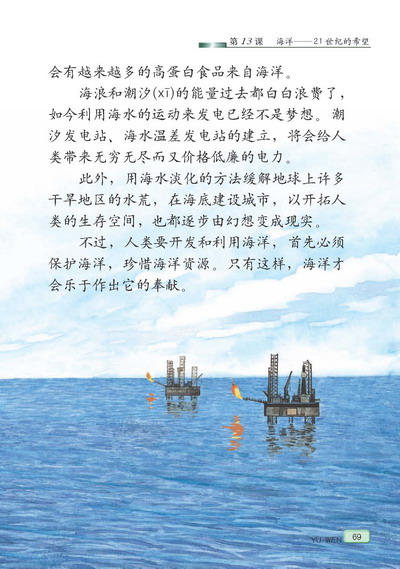 第13课 海洋——21世纪的希望
会有越来越多的高蛋白食品来自海洋。
海浪和潮汐(xī)的能量过去都白白浪费了，
如今利用海水的运动来发电已经不是梦想。潮
汐发电站、海水温差发电站的建立，将会给人
类带来无穷无尽而又价格低廉的电力。
此外，用海水淡化的方法缓解地球上许多
干旱地区的水荒，在海底建设城市，以开拓人
类的生存空间，也都逐步由幻想变成现实。
不过，人类要开发和利用海洋，首先必须
保护海洋，珍惜海洋资源。只有这样，海洋才
会乐于作出它的奉献。
YU WEN 69